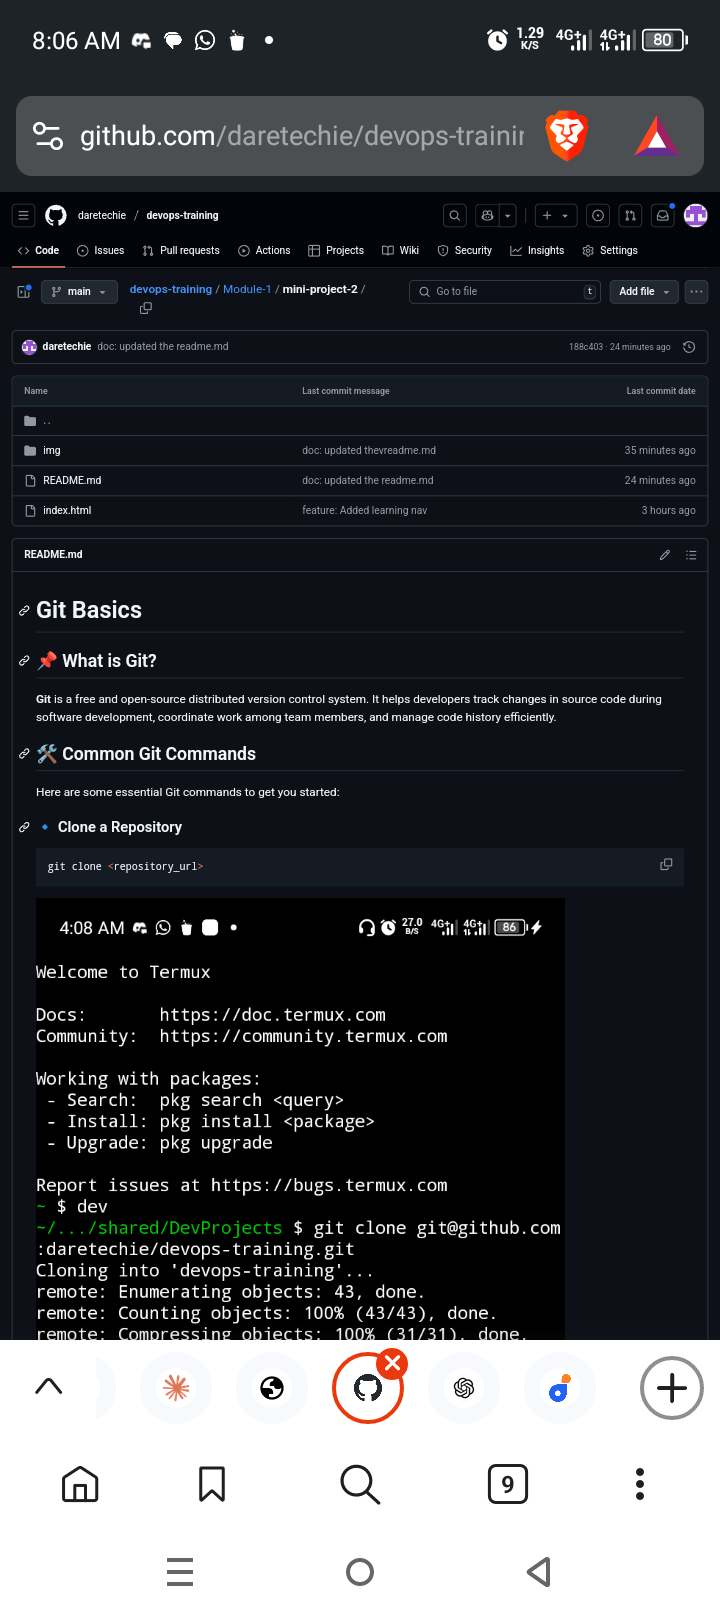 8:06 AM
1.29 K/S 4G+ 4G+ 80
github.com/daretechie/devops-trainin
daretechie / devops-training
Code Issues Pull requests Actions Projects Wiki Security Insights Settings
main devops-training / Module-1 / mini-project-2 / Go to file t Add file
daretechie doc: updated the readme.md 188c403 · 24 minutes ago
Name Last commit message Last commit date
..
img doc: updated thevreadme.md 35 minutes ago
README.md doc: updated the readme.md 24 minutes ago
index.html feature: Added learning nav 3 hours ago
README.md
Git Basics
📌 What is Git?
Git is a free and open-source distributed version control system. It helps developers track changes in source code during
software development, coordinate work among team members, and manage code history efficiently.
🛠️ Common Git Commands
Here are some essential Git commands to get you started:
🔹 Clone a Repository
git clone <repository_url>
4:08 AM 27.0 B/S 4G+ 4G+ 86
Welcome to Termux
Docs: https://doc.termux.com
Community: https://community.termux.com
Working with packages:
- Search: pkg search <query>
- Install: pkg install <package>
- Upgrade: pkg upgrade
Report issues at https://bugs.termux.com
~ $ dev
~/.../shared/DevProjects $ git clone git@github.com
:daretechie/devops-training.git
Cloning into 'devops-training'...
remote: Enumerating objects: 43, done.
remote: Counting objects: 100% (43/43), done.
remote: Compressing objects: 100% (31/31), done.
9